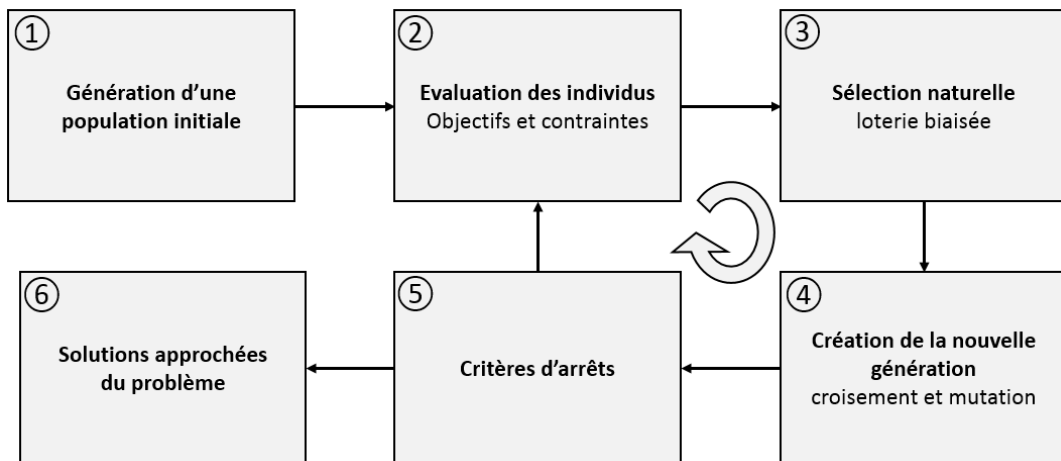 ①
Génération d'une
population initiale
②
Evaluation des individus
Objectifs et contraintes
③
Sélection naturelle
loterie biaisée
④
Création de la nouvelle
génération
croisement et mutation
⑤
Critères d'arrêts
⑥
Solutions approchées
du problème